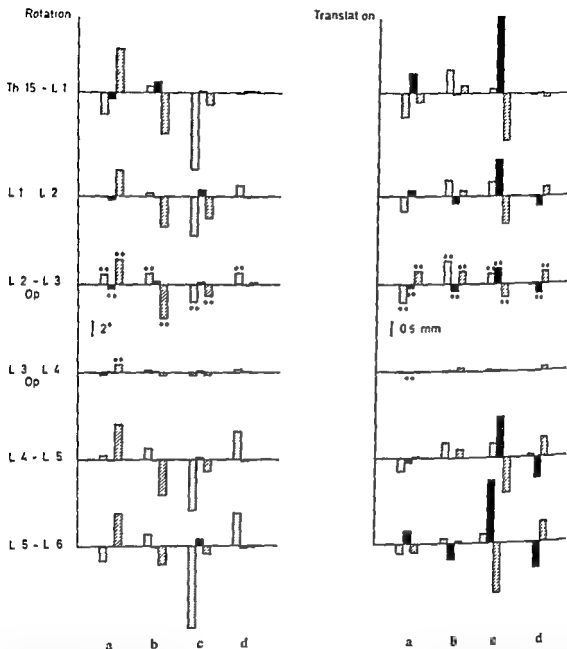 Rotation
Translation
Th 15 - L 1
L 1 L 2
L 2 - L 3
Op
2°
0.5 mm
L 3 L 4
Op
L 4 - L 5
L 5 - L 6
a b c d
a b c d